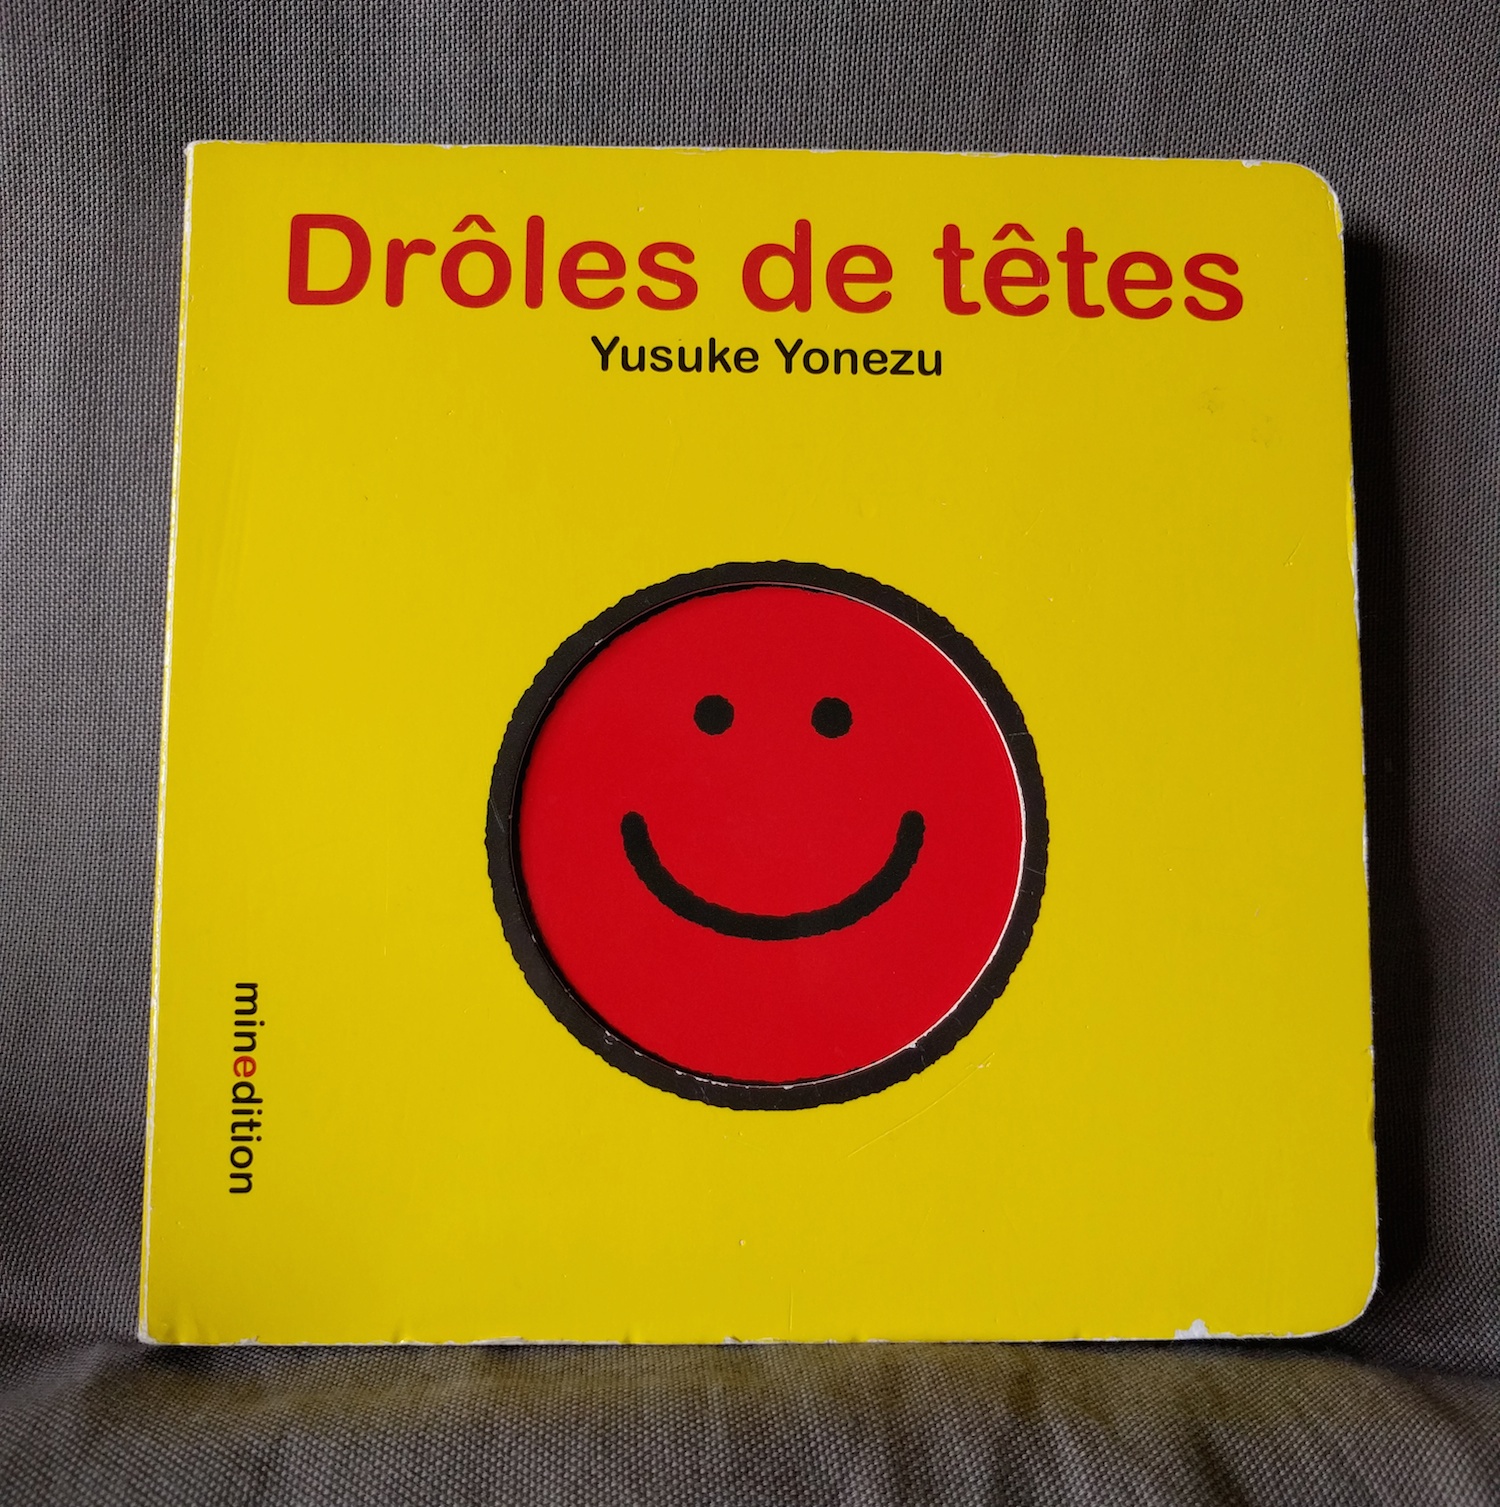 Drôles de têtes
Yusuke Yonezu
minedition